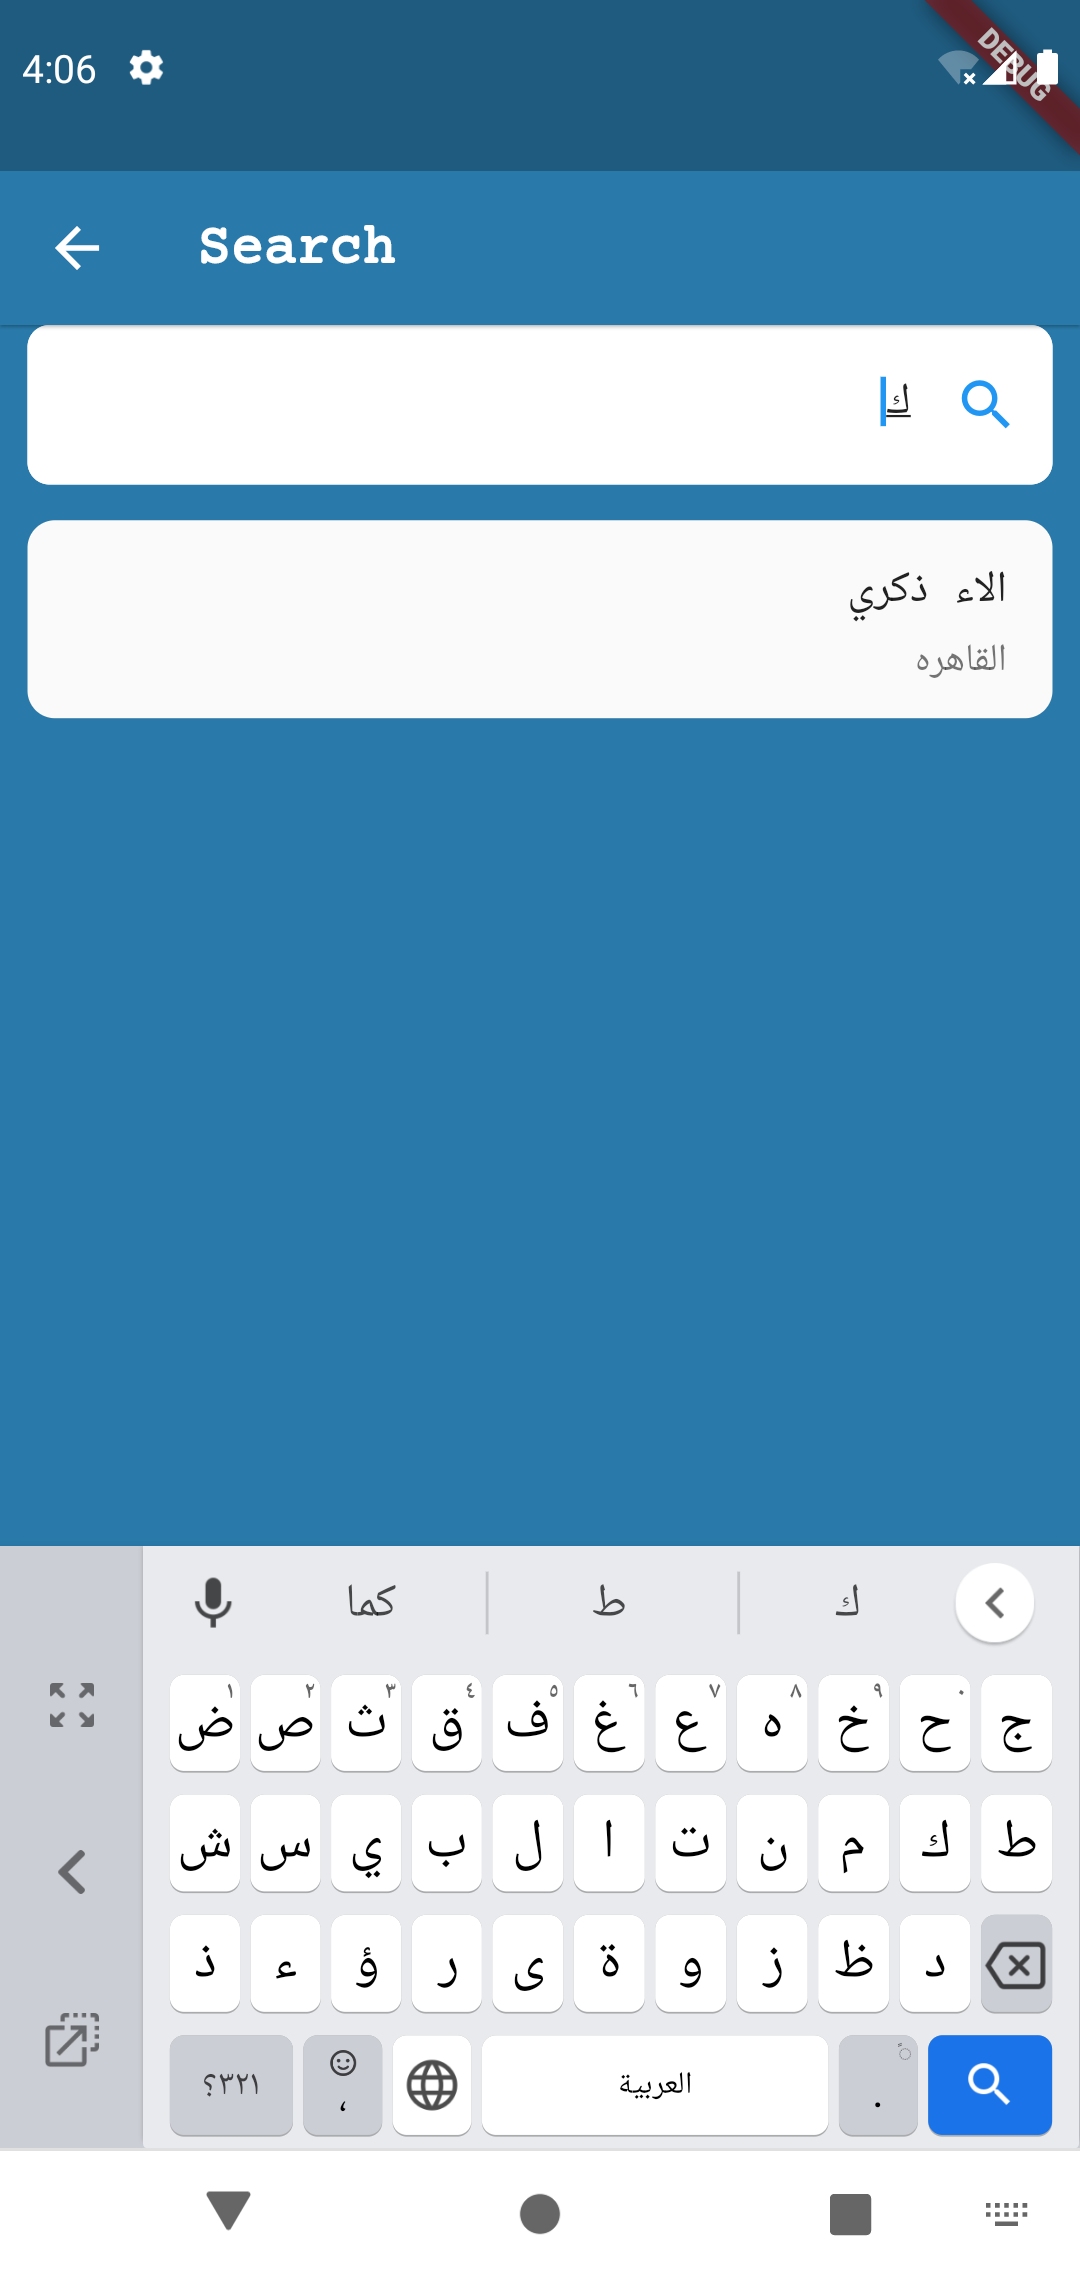 4:06
DEBUG
Search
ك
الاء ذكري
القاهره
كما ط ك
ض ١ ص ٢ ث ٣ ق ٤ ف ٥ غ ٦ ع ٧ ه ٨ خ ٩ ح ٠ ج
ش س ي ب ل ا ت ن م ك ط
ذ ء ؤ ر ى ة و ز ظ د
٣٢١؟ ، العربية .